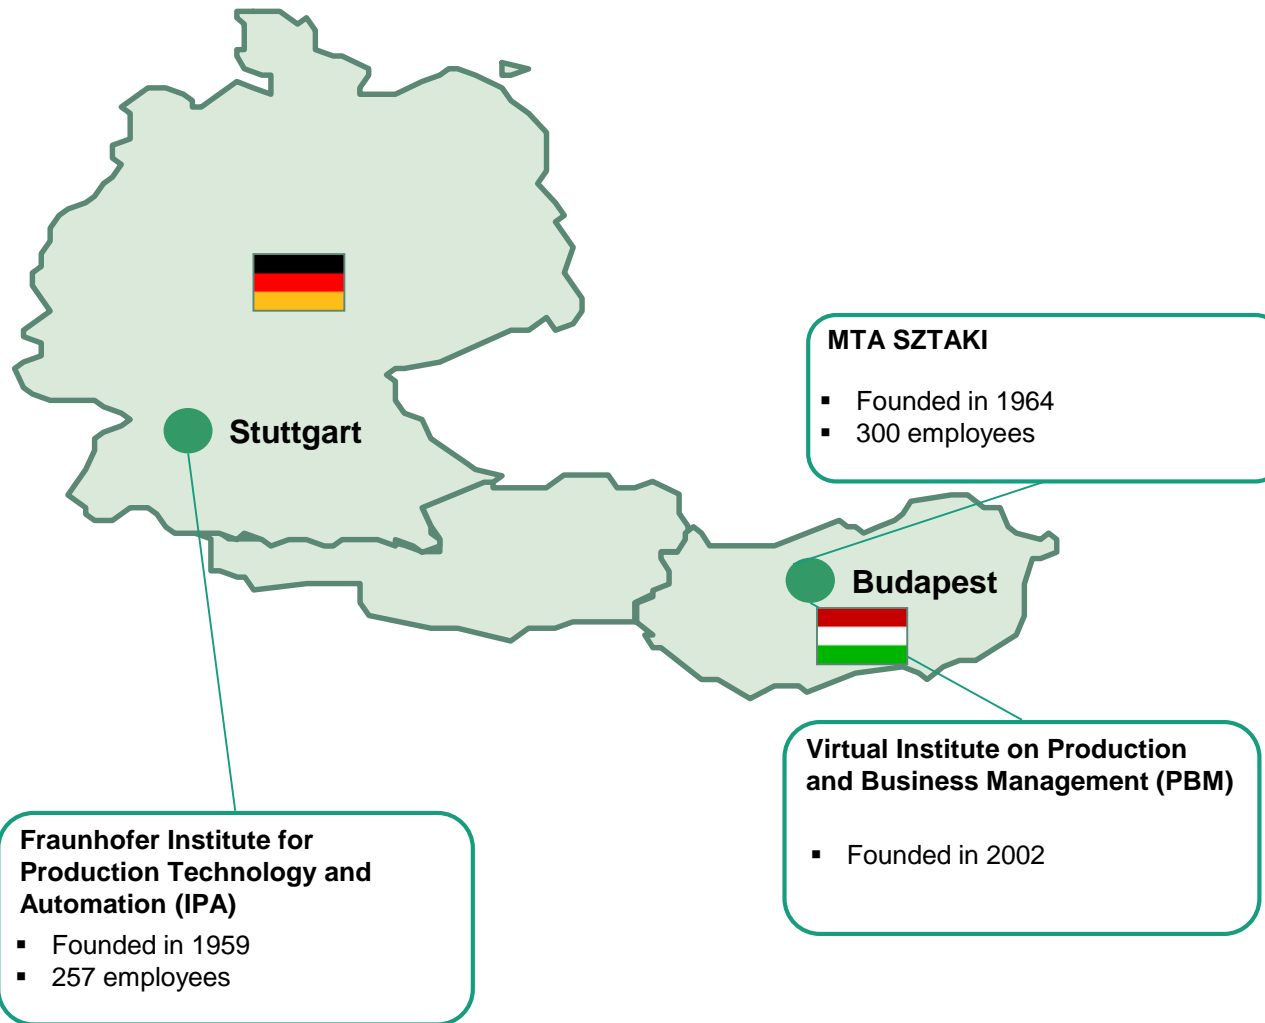 MTA SZTAKI
▪ Founded in 1964
▪ 300 employees
Stuttgart
Budapest
Virtual Institute on Production
and Business Management (PBM)
▪ Founded in 2002
Fraunhofer Institute for
Production Technology and
Automation (IPA)
▪ Founded in 1959
▪ 257 employees